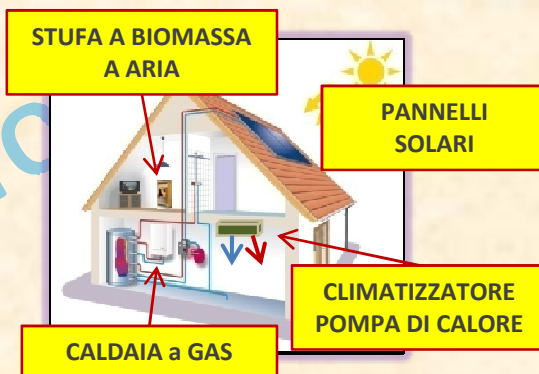 STUFA A BIOMASSA
A ARIA
PANNELLI
SOLARI
CLIMATIZZATORE
POMPA DI CALORE
CALDAIA a GAS